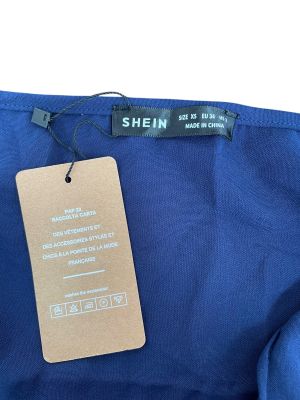 SHEIN
SIZE XS EU 34
MADE IN CHINA
PAP 22
RACCOLTA CARTA
DES VÊTEMENTS ET
DES ACCESSOIRES STYLÉS ET
CHICS À LA POINTE DE LA MODE
FRANÇAISE